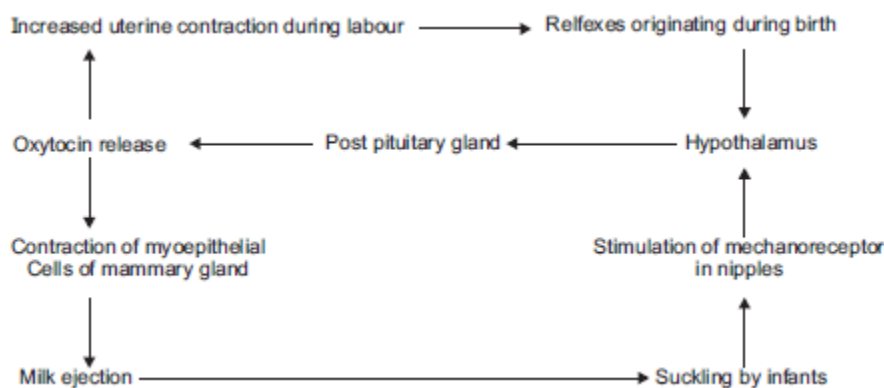 Increased uterine contraction during labour
Relfexes originating during birth
Oxytocin release
Post pituitary gland
Hypothalamus
Contraction of myoepithelial
Cells of mammary gland
Stimulation of mechanoreceptor
in nipples
Milk ejection
Suckling by infants